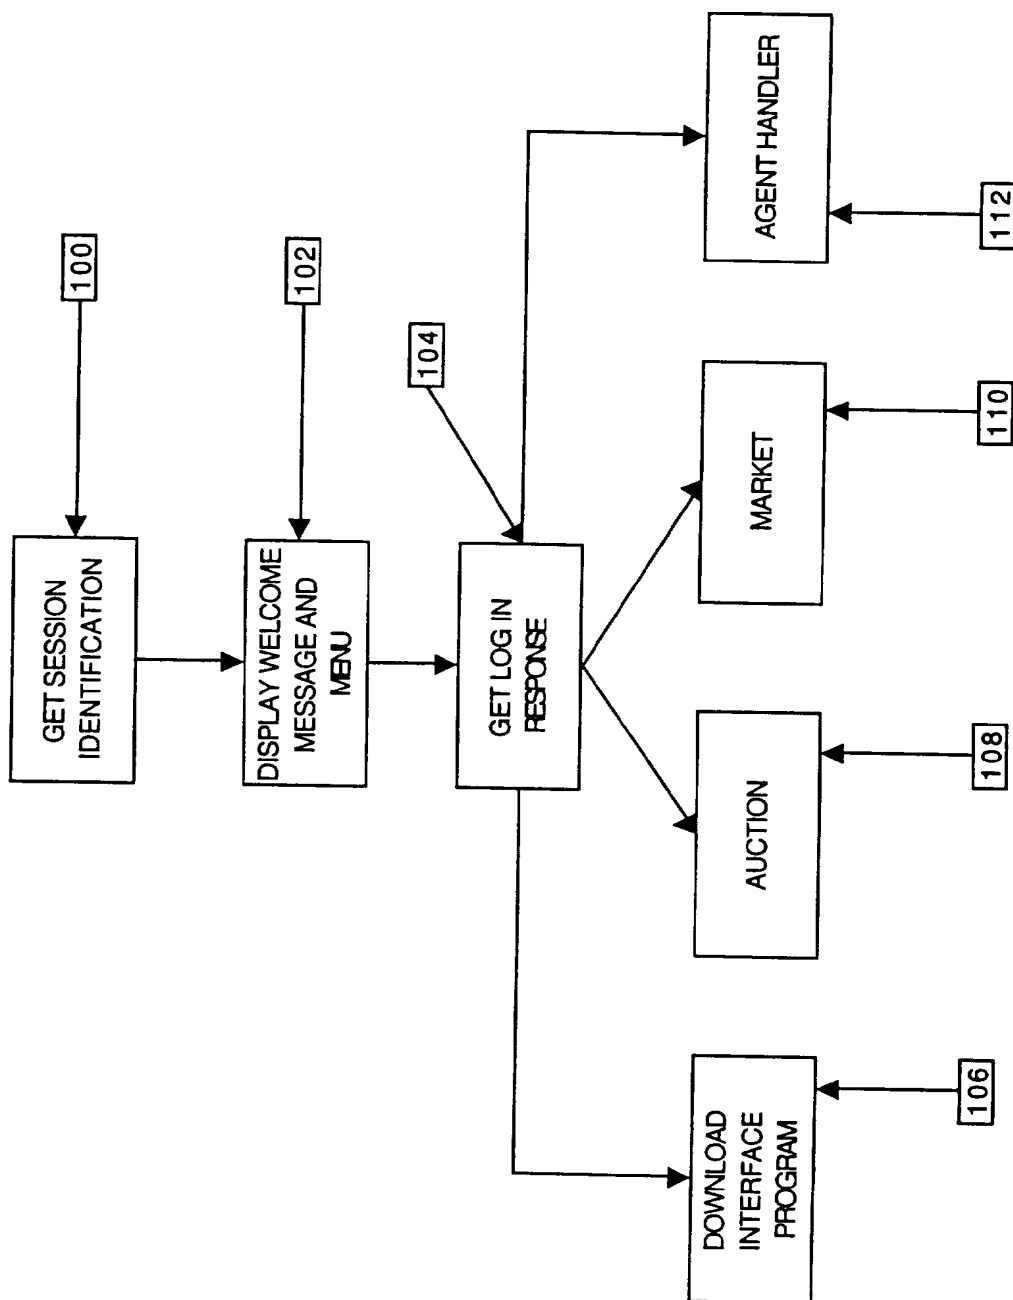 GET SESSION
IDENTIFICATION
100
DISPLAY WELCOME
MESSAGE AND
MENU
102
GET LOG IN
RESPONSE
104
DOWNLOAD
INTERFACE
PROGRAM
106
AUCTION
108
MARKET
110
AGENT HANDLER
112